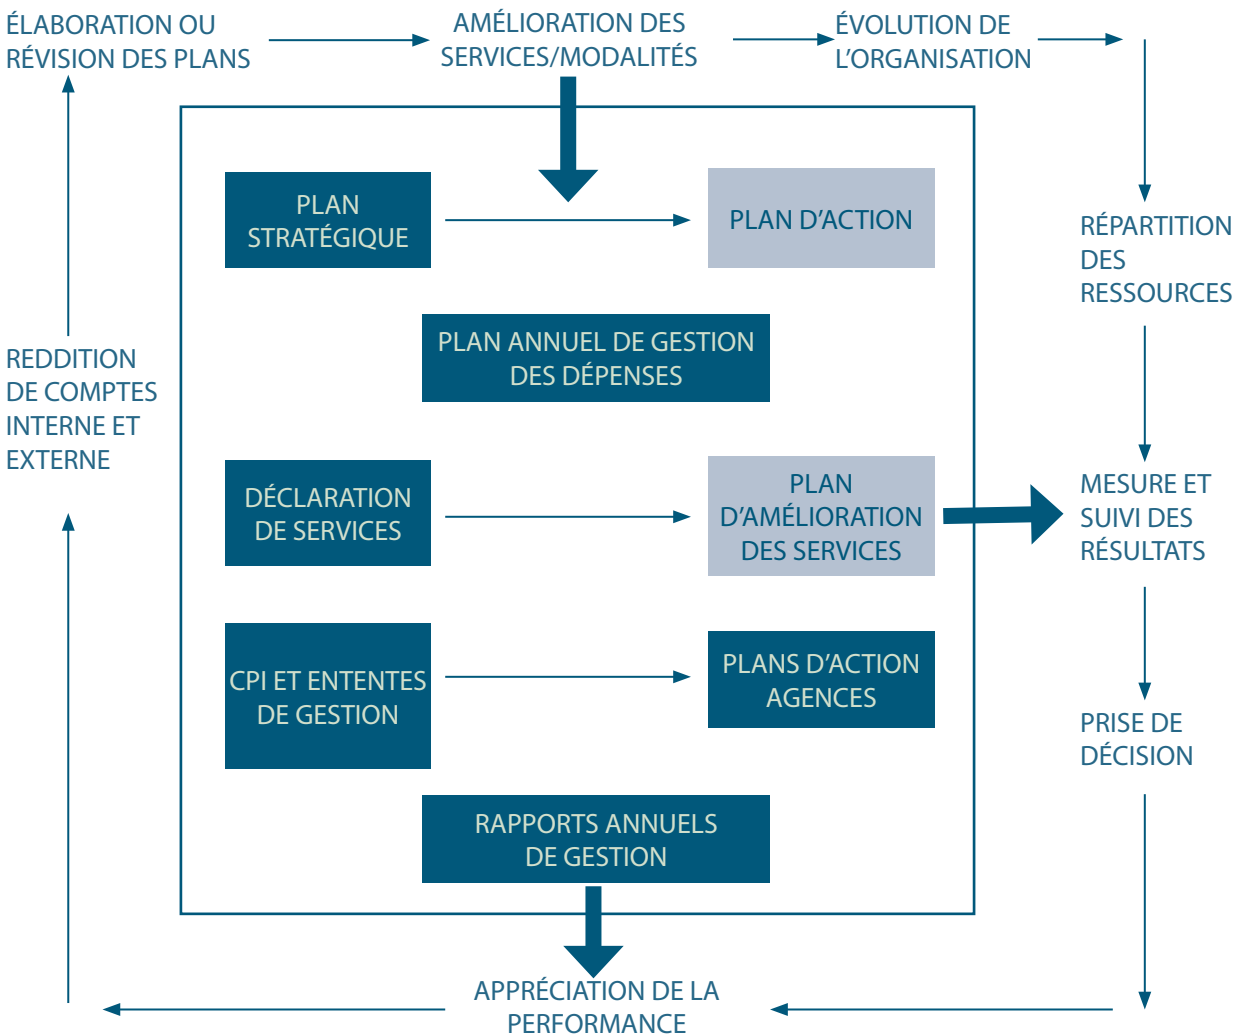 ÉLABORATION OU
RÉVISION DES PLANS
AMÉLIORATION DES
SERVICES/MODALITÉS
ÉVOLUTION DE
L'ORGANISATION
PLAN
STRATÉGIQUE
PLAN D'ACTION
RÉPARTITION
DES
RESSOURCES
PLAN ANNUEL DE GESTION
DES DÉPENSES
REDDITION
DE COMPTES
INTERNE ET
EXTERNE
DÉCLARATION
DE SERVICES
PLAN
D'AMÉLIORATION
DES SERVICES
MESURE ET
SUIVI DES
RÉSULTATS
CPI ET ENTENTES
DE GESTION
PLANS D'ACTION
AGENCES
PRISE DE
DÉCISION
RAPPORTS ANNUELS
DE GESTION
APPRÉCIATION DE LA
PERFORMANCE